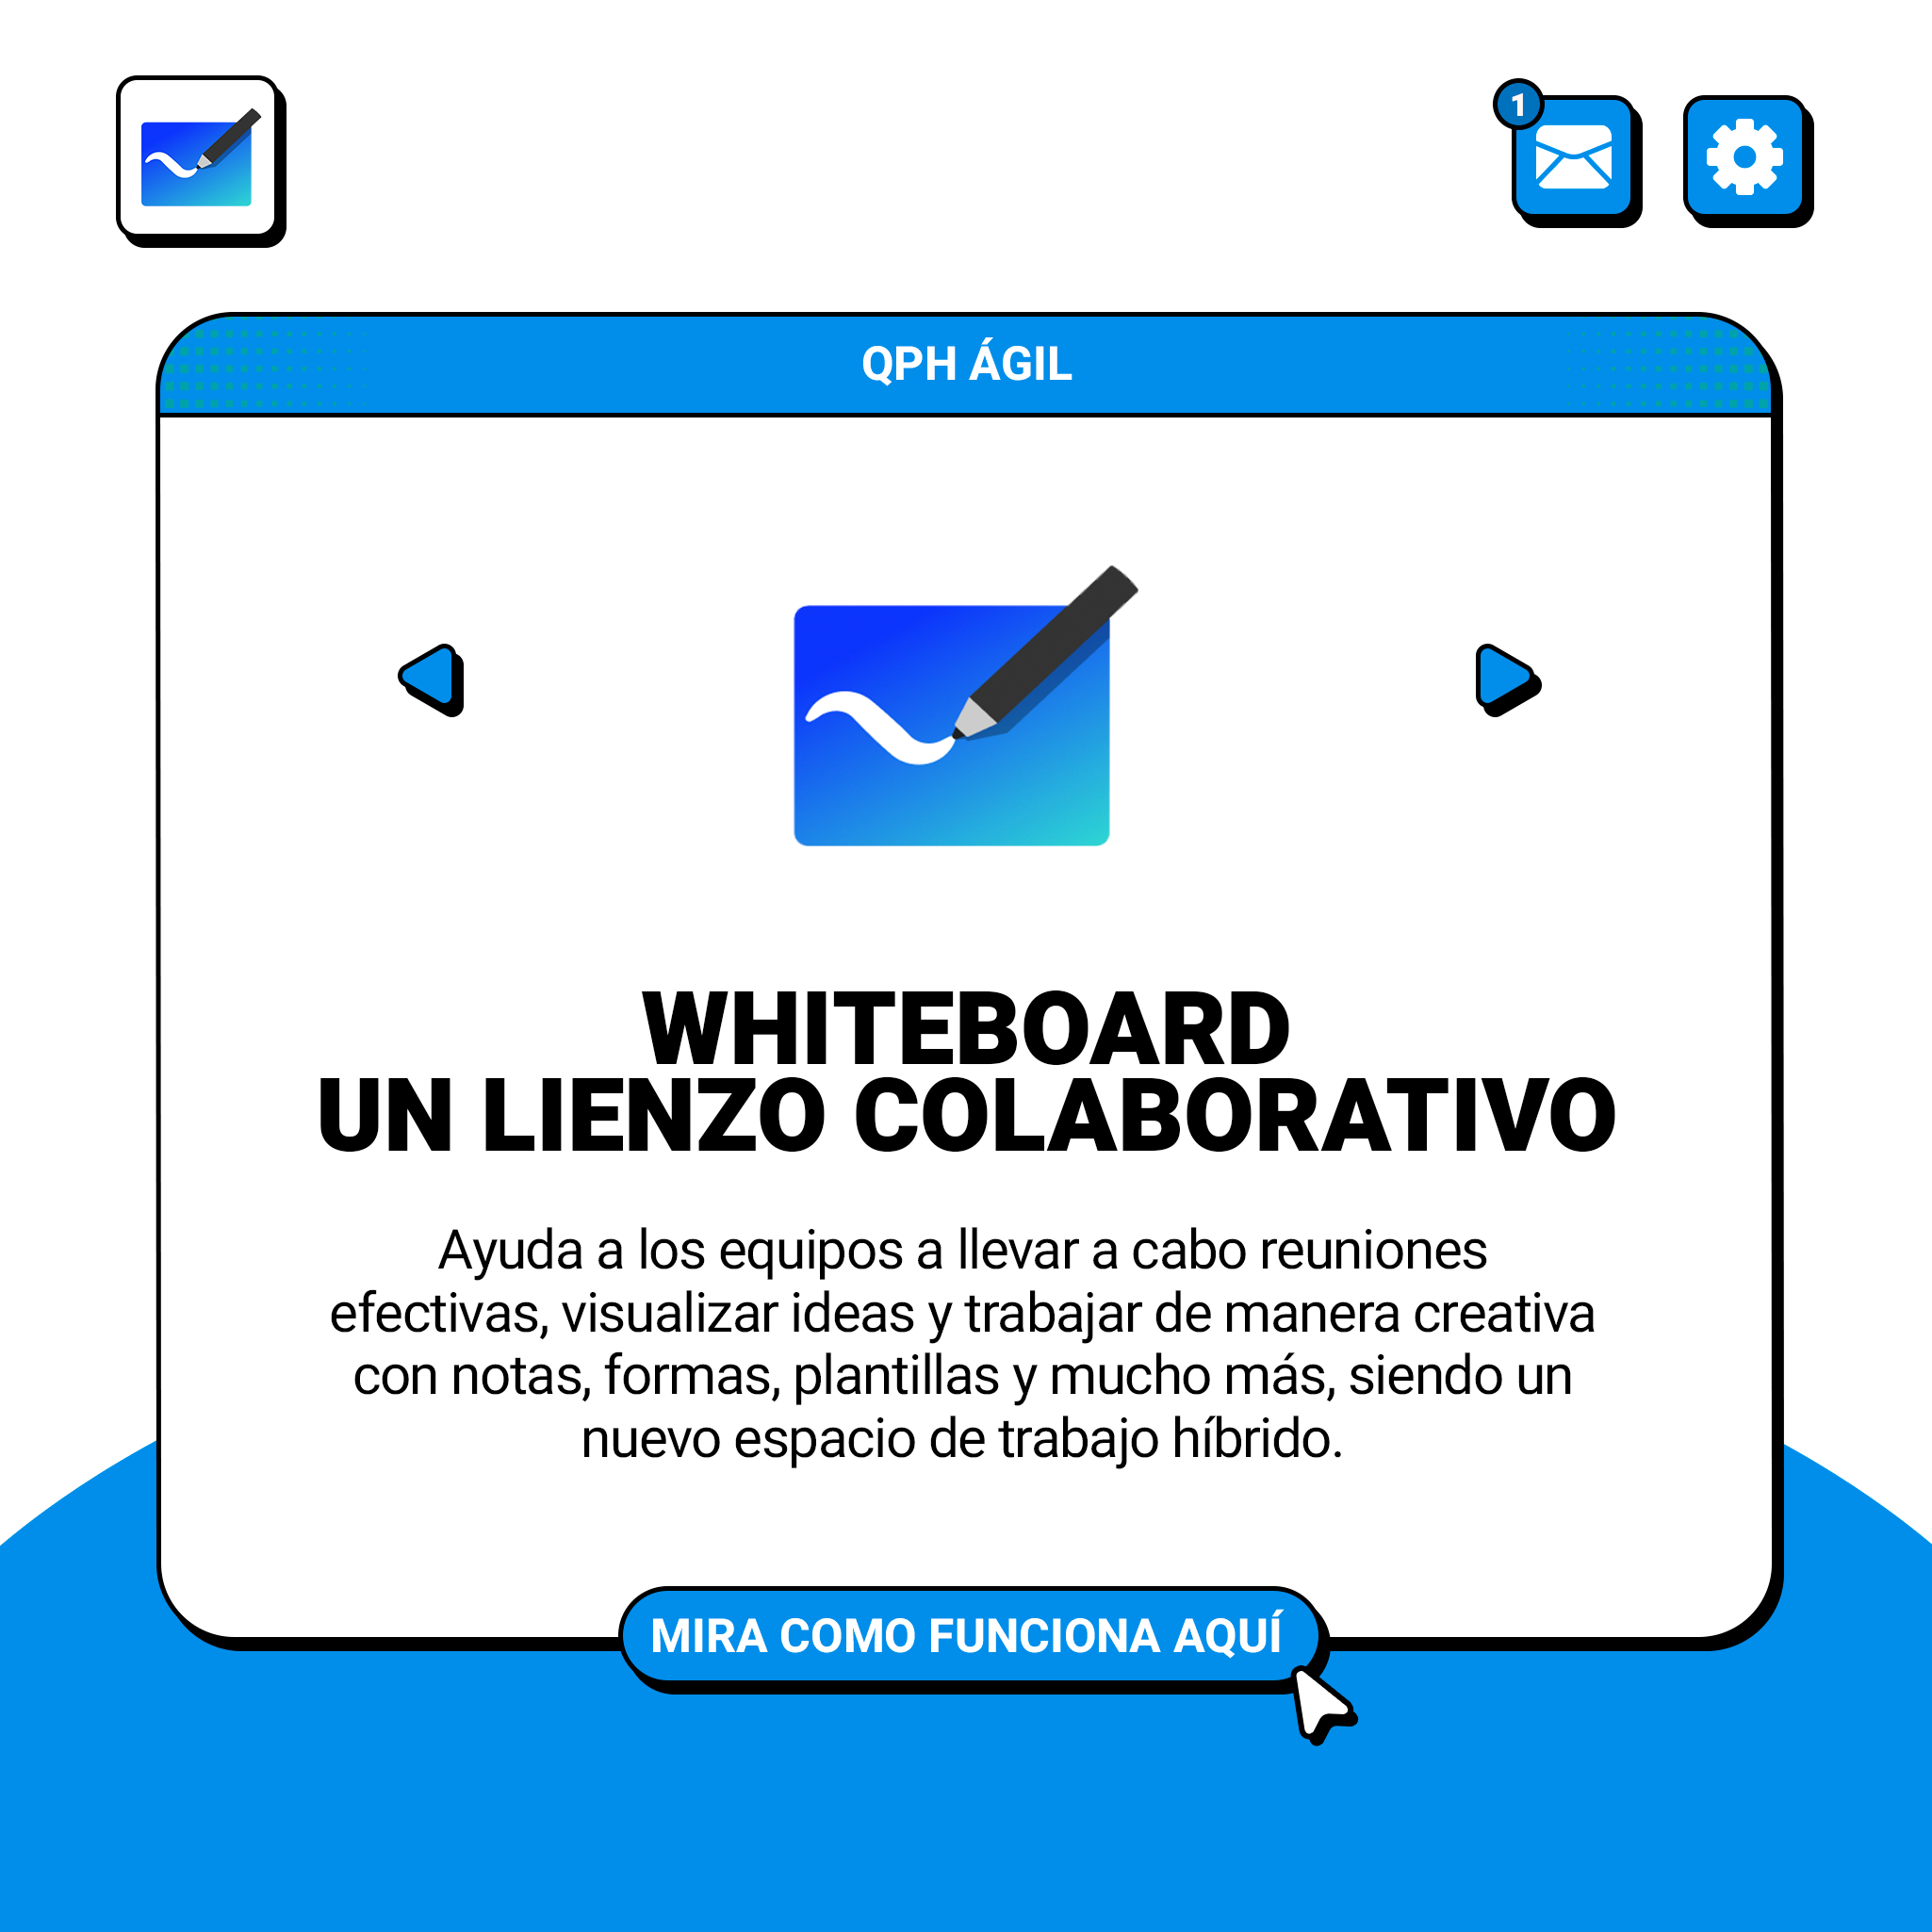 1
QPH ÁGIL
WHITEBOARD
UN LIENZO COLABORATIVO
Ayuda a los equipos a llevar a cabo reuniones
efectivas, visualizar ideas y trabajar de manera creativa
con notas, formas, plantillas y mucho más, siendo un
nuevo espacio de trabajo híbrido.
MIRA COMO FUNCIONA AQUÍ